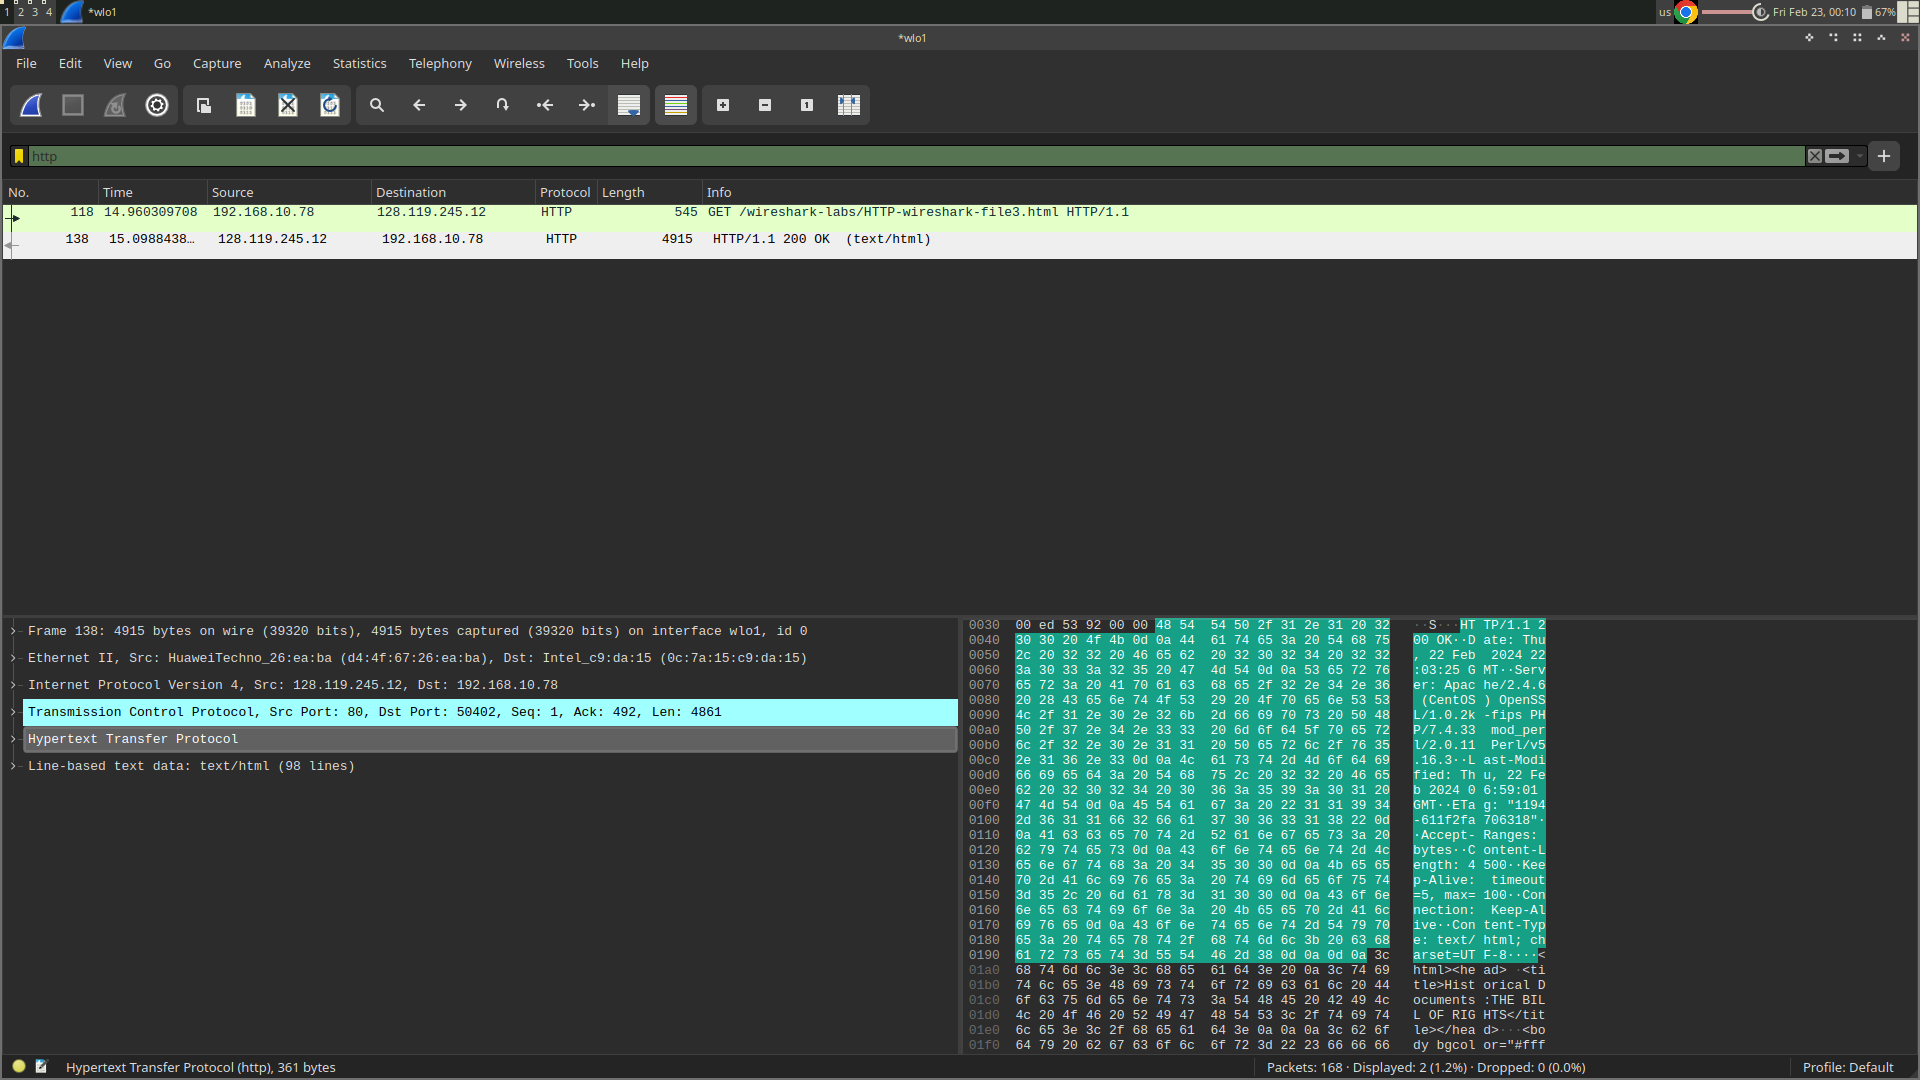 1 2 3 4 *wlo1 us Fri Feb 23, 00:10 67%
*wlo1
File Edit View Go Capture Analyze Statistics Telephony Wireless Tools Help
http
No. Time Source Destination Protocol Length Info
118 14.960309708 192.168.10.78 128.119.245.12 HTTP 545 GET /wireshark-labs/HTTP-wireshark-file3.html HTTP/1.1
138 15.0988438… 128.119.245.12 192.168.10.78 HTTP 4915 HTTP/1.1 200 OK (text/html)
Frame 138: 4915 bytes on wire (39320 bits), 4915 bytes captured (39320 bits) on interface wlo1, id 0
Ethernet II, Src: HuaweiTechno_26:ea:ba (d4:4f:67:26:ea:ba), Dst: Intel_c9:da:15 (0c:7a:15:c9:da:15)
Internet Protocol Version 4, Src: 128.119.245.12, Dst: 192.168.10.78
Transmission Control Protocol, Src Port: 80, Dst Port: 50402, Seq: 1, Ack: 492, Len: 4861
Hypertext Transfer Protocol
Line-based text data: text/html (98 lines)
0030 00 ed 53 92 00 00 48 54 54 50 2f 31 2e 31 20 32 ··S···HT TP/1.1 2
0040 30 30 20 4f 4b 0d 0a 44 61 74 65 3a 20 54 68 75 00 OK··D ate: Thu
0050 2c 20 32 32 20 46 65 62 20 32 30 32 34 20 32 32 , 22 Feb 2024 22
0060 3a 30 33 3a 32 35 20 47 4d 54 0d 0a 53 65 72 76 :03:25 G MT··Serv
0070 65 72 3a 20 41 70 61 63 68 65 2f 32 2e 34 2e 36 er: Apac he/2.4.6
0080 20 28 43 65 6e 74 4f 53 29 20 4f 70 65 6e 53 53 (CentOS ) OpenSS
0090 4c 2f 31 2e 30 2e 32 6b 2d 66 69 70 73 20 50 48 L/1.0.2k -fips PH
00a0 50 2f 37 2e 34 2e 33 33 20 6d 6f 64 5f 70 65 72 P/7.4.33 mod_per
00b0 6c 2f 32 2e 30 2e 31 31 20 50 65 72 6c 2f 76 35 l/2.0.11 Perl/v5
00c0 2e 31 36 2e 33 0d 0a 4c 61 73 74 2d 4d 6f 64 69 .16.3··L ast-Modi
00d0 66 69 65 64 3a 20 54 68 75 2c 20 32 32 20 46 65 fied: Th u, 22 Fe
00e0 62 20 32 30 32 34 20 30 36 3a 35 39 3a 30 31 20 b 2024 0 6:59:01
00f0 47 4d 54 0d 0a 45 54 61 67 3a 20 22 31 31 39 34 GMT··ETa g: "1194
0100 2d 36 31 31 66 32 66 61 37 30 36 33 31 38 22 0d -611f2fa 706318"·
0110 0a 41 63 63 65 70 74 2d 52 61 6e 67 65 73 3a 20 ·Accept- Ranges:
0120 62 79 74 65 73 0d 0a 43 6f 6e 74 65 6e 74 2d 4c bytes··C ontent-L
0130 65 6e 67 74 68 3a 20 34 35 30 30 0d 0a 4b 65 65 ength: 4 500··Kee
0140 70 2d 41 6c 69 76 65 3a 20 74 69 6d 65 6f 75 74 p-Alive: timeout
0150 3d 35 2c 20 6d 61 78 3d 31 30 30 0d 0a 43 6f 6e =5, max= 100··Con
0160 6e 65 63 74 69 6f 6e 3a 20 4b 65 65 70 2d 41 6c nection: Keep-Al
0170 69 76 65 0d 0a 43 6f 6e 74 65 6e 74 2d 54 79 70 ive··Con tent-Typ
0180 65 3a 20 74 65 78 74 2f 68 74 6d 6c 3b 20 63 68 e: text/ html; ch
0190 61 72 73 65 74 3d 55 54 46 2d 38 0d 0a 0d 0a 3c arset=UT F-8····<
01a0 68 74 6d 6c 3e 3c 68 65 61 64 3e 20 0a 3c 74 69 html><he ad> ·<ti
01b0 74 6c 65 3e 48 69 73 74 6f 72 69 63 61 6c 20 44 tle>Hist orical D
01c0 6f 63 75 6d 65 6e 74 73 3a 54 48 45 20 42 49 4c ocuments :THE BIL
01d0 4c 20 4f 46 20 52 49 47 48 54 53 3c 2f 74 69 74 L OF RIG HTS</tit
01e0 6c 65 3e 3c 2f 68 65 61 64 3e 0a 0a 0a 3c 62 6f le></hea d>···<bo
01f0 64 79 20 62 67 63 6f 6c 6f 72 3d 22 23 66 66 66 dy bgcol or="#fff
Hypertext Transfer Protocol (http), 361 bytes Packets: 168 · Displayed: 2 (1.2%) · Dropped: 0 (0.0%) Profile: Default